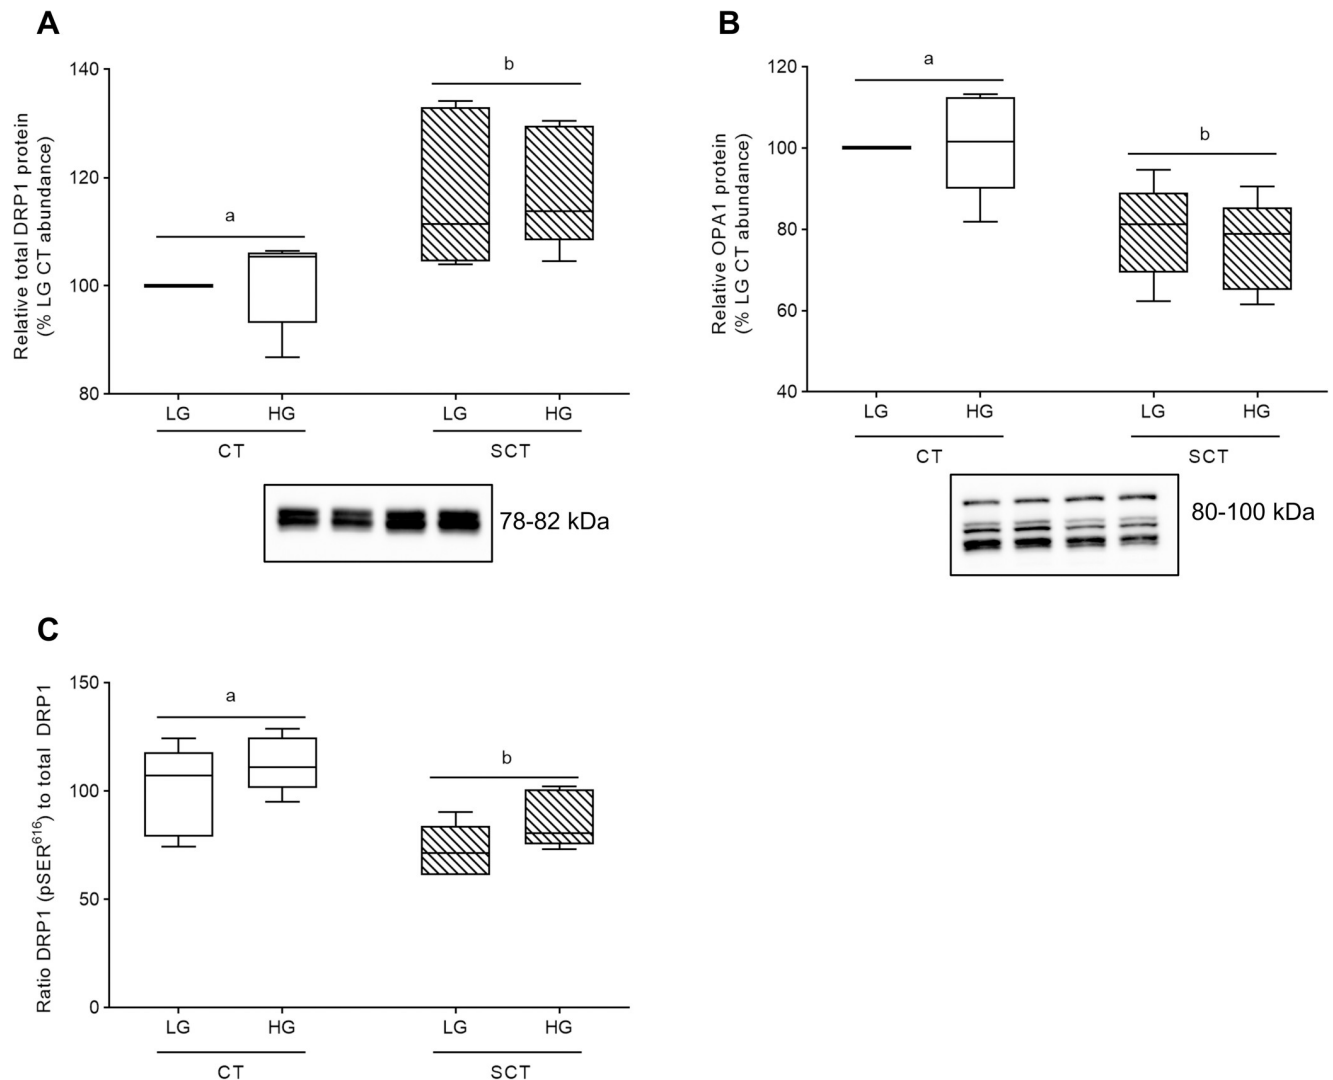 A
Relative total DRP1 protein
(% LG CT abundance)
140
120
100
80
a
b
LG
HG
LG
HG
CT
SCT
78-82 kDa
B
Relative OPA1 protein
(% LG CT abundance)
120
100
80
60
40
a
b
LG
HG
LG
HG
CT
SCT
80-100 kDa
C
Ratio DRP1 (pSER616) to total DRP1
150
100
50
0
a
b
LG
HG
LG
HG
CT
SCT